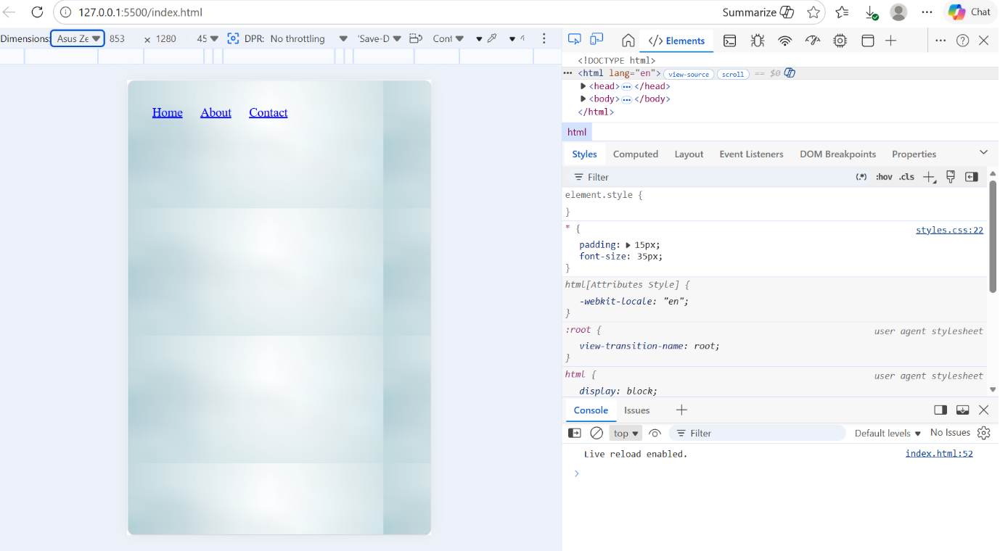 127.0.0.1:5500/index.html Summarize Chat
Dimensions: Asus Ze 853 × 1280 45 DPR: No throttling 'Save-D Cont
Elements
<!DOCTYPE html>
••• <html lang="en"> view-source scroll == $0
▶ <head> ••• </head>
▶ <body> ••• </body>
</html>
html
Styles Computed Layout Event Listeners DOM Breakpoints Properties
Filter :hov .cls
element.style {
}
* { styles.css:22
padding: ▶ 15px;
font-size: 35px;
}
html[Attributes Style] {
-webkit-locale: "en";
}
:root { user agent stylesheet
view-transition-name: root;
}
html { user agent stylesheet
display: block;
Console Issues
top Filter Default levels No Issues
Live reload enabled. index.html:52
>
Home About Contact